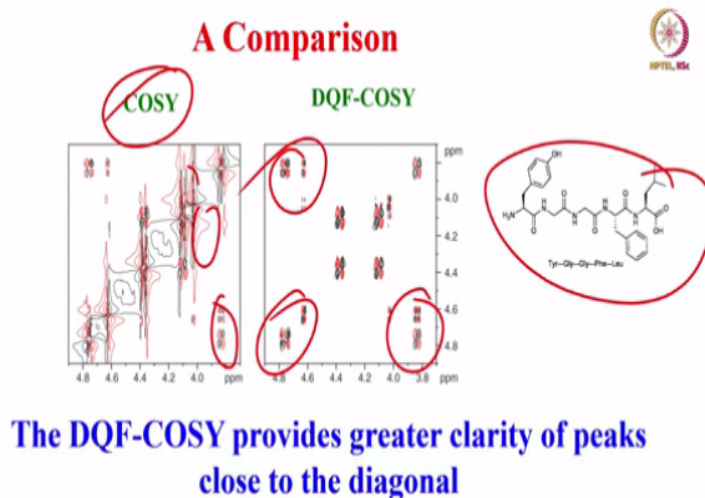 A Comparison
NPTEL, IISc
COSY
DQF-COSY
ppm
4.0
4.2
4.4
4.6
4.8
4.8 4.6 4.4 4.2 4.0 ppm
4.8 4.6 4.4 4.2 4.0 3.8 ppm
OH
H₂N
O
H
N
O
N
H
O
H
N
O
N
H
O
OH
Tyr-Gly-Gly-Phe-Leu
The DQF-COSY provides greater clarity of peaks
close to the diagonal